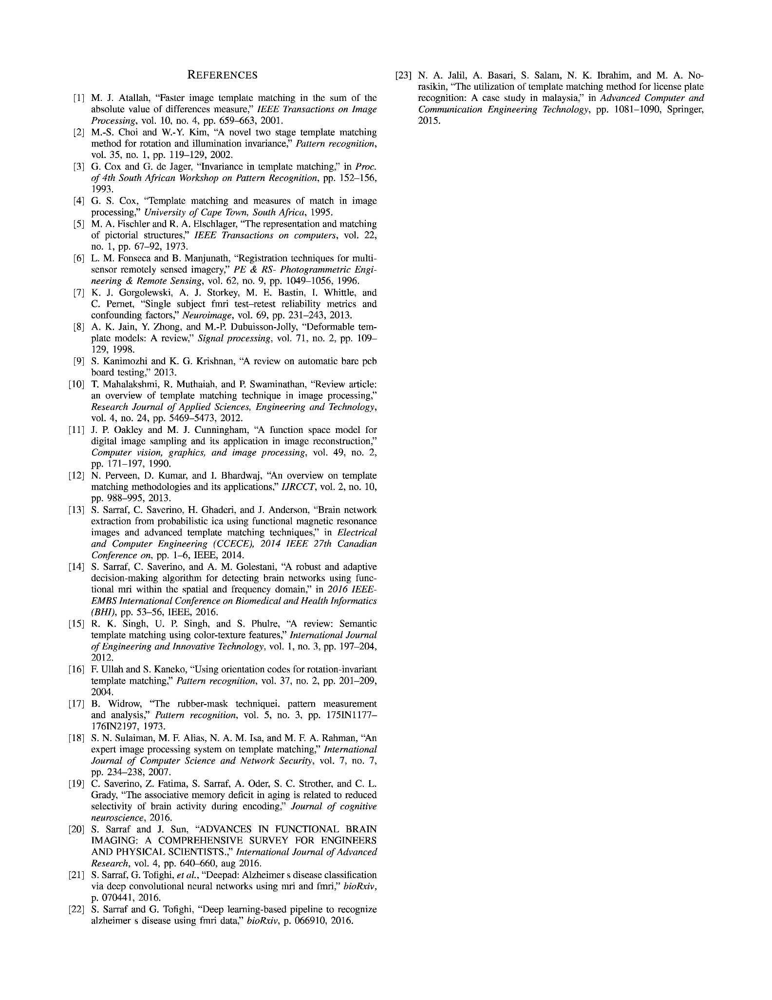 REFERENCES
[1] M. J. Atallah, “Faster image template matching in the sum of the
absolute value of differences measure,” IEEE Transactions on Image
Processing, vol. 10, no. 4, pp. 659–663, 2001.
[2] M.-S. Choi and W.-Y. Kim, “A novel two stage template matching
method for rotation and illumination invariance,” Pattern recognition,
vol. 35, no. 1, pp. 119–129, 2002.
[3] G. Cox and G. de Jager, “Invariance in template matching,” in Proc.
of 4th South African Workshop on Pattern Recognition, pp. 152–156,
1993.
[4] G. S. Cox, “Template matching and measures of match in image
processing,” University of Cape Town, South Africa, 1995.
[5] M. A. Fischler and R. A. Elschlager, “The representation and matching
of pictorial structures,” IEEE Transactions on computers, vol. 22,
no. 1, pp. 67–92, 1973.
[6] L. M. Fonseca and B. Manjunath, “Registration techniques for multi-
sensor remotely sensed imagery,” PE & RS- Photogrammetric Engi-
neering & Remote Sensing, vol. 62, no. 9, pp. 1049–1056, 1996.
[7] K. J. Gorgolewski, A. J. Storkey, M. E. Bastin, I. Whittle, and
C. Pernet, “Single subject fmri test–retest reliability metrics and
confounding factors,” Neuroimage, vol. 69, pp. 231–243, 2013.
[8] A. K. Jain, Y. Zhong, and M.-P. Dubuisson-Jolly, “Deformable tem-
plate models: A review,” Signal processing, vol. 71, no. 2, pp. 109–
129, 1998.
[9] S. Kanimozhi and K. G. Krishnan, “A review on automatic bare pcb
board testing,” 2013.
[10] T. Mahalakshmi, R. Muthaiah, and P. Swaminathan, “Review article:
an overview of template matching technique in image processing,”
Research Journal of Applied Sciences, Engineering and Technology,
vol. 4, no. 24, pp. 5469–5473, 2012.
[11] J. P. Oakley and M. J. Cunningham, “A function space model for
digital image sampling and its application in image reconstruction,”
Computer vision, graphics, and image processing, vol. 49, no. 2,
pp. 171–197, 1990.
[12] N. Perveen, D. Kumar, and I. Bhardwaj, “An overview on template
matching methodologies and its applications,” IJRCCT, vol. 2, no. 10,
pp. 988–995, 2013.
[13] S. Sarraf, C. Saverino, H. Ghaderi, and J. Anderson, “Brain network
extraction from probabilistic ica using functional magnetic resonance
images and advanced template matching techniques,” in Electrical
and Computer Engineering (CCECE), 2014 IEEE 27th Canadian
Conference on, pp. 1–6, IEEE, 2014.
[14] S. Sarraf, C. Saverino, and A. M. Golestani, “A robust and adaptive
decision-making algorithm for detecting brain networks using func-
tional mri within the spatial and frequency domain,” in 2016 IEEE-
EMBS International Conference on Biomedical and Health Informatics
(BHI), pp. 53–56, IEEE, 2016.
[15] R. K. Singh, U. P. Singh, and S. Phulre, “A review: Semantic
template matching using color-texture features,” International Journal
of Engineering and Innovative Technology, vol. 1, no. 3, pp. 197–204,
2012.
[16] F. Ullah and S. Kaneko, “Using orientation codes for rotation-invariant
template matching,” Pattern recognition, vol. 37, no. 2, pp. 201–209,
2004.
[17] B. Widrow, “The rubber-mask techniquei. pattern measurement
and analysis,” Pattern recognition, vol. 5, no. 3, pp. 175IN1177–
176IN2197, 1973.
[18] S. N. Sulaiman, M. F. Alias, N. A. M. Isa, and M. F. A. Rahman, “An
expert image processing system on template matching,” International
Journal of Computer Science and Network Security, vol. 7, no. 7,
pp. 234–238, 2007.
[19] C. Saverino, Z. Fatima, S. Sarraf, A. Oder, S. C. Strother, and C. L.
Grady, “The associative memory deficit in aging is related to reduced
selectivity of brain activity during encoding,” Journal of cognitive
neuroscience, 2016.
[20] S. Sarraf and J. Sun, “ADVANCES IN FUNCTIONAL BRAIN
IMAGING: A COMPREHENSIVE SURVEY FOR ENGINEERS
AND PHYSICAL SCIENTISTS.,” International Journal of Advanced
Research, vol. 4, pp. 640–660, aug 2016.
[21] S. Sarraf, G. Tofighi, et al., “Deepad: Alzheimer s disease classification
via deep convolutional neural networks using mri and fmri,” bioRxiv,
p. 070441, 2016.
[22] S. Sarraf and G. Tofighi, “Deep learning-based pipeline to recognize
alzheimer s disease using fmri data,” bioRxiv, p. 066910, 2016.
[23] N. A. Jalil, A. Basari, S. Salam, N. K. Ibrahim, and M. A. No-
rasikin, “The utilization of template matching method for license plate
recognition: A case study in malaysia,” in Advanced Computer and
Communication Engineering Technology, pp. 1081–1090, Springer,
2015.